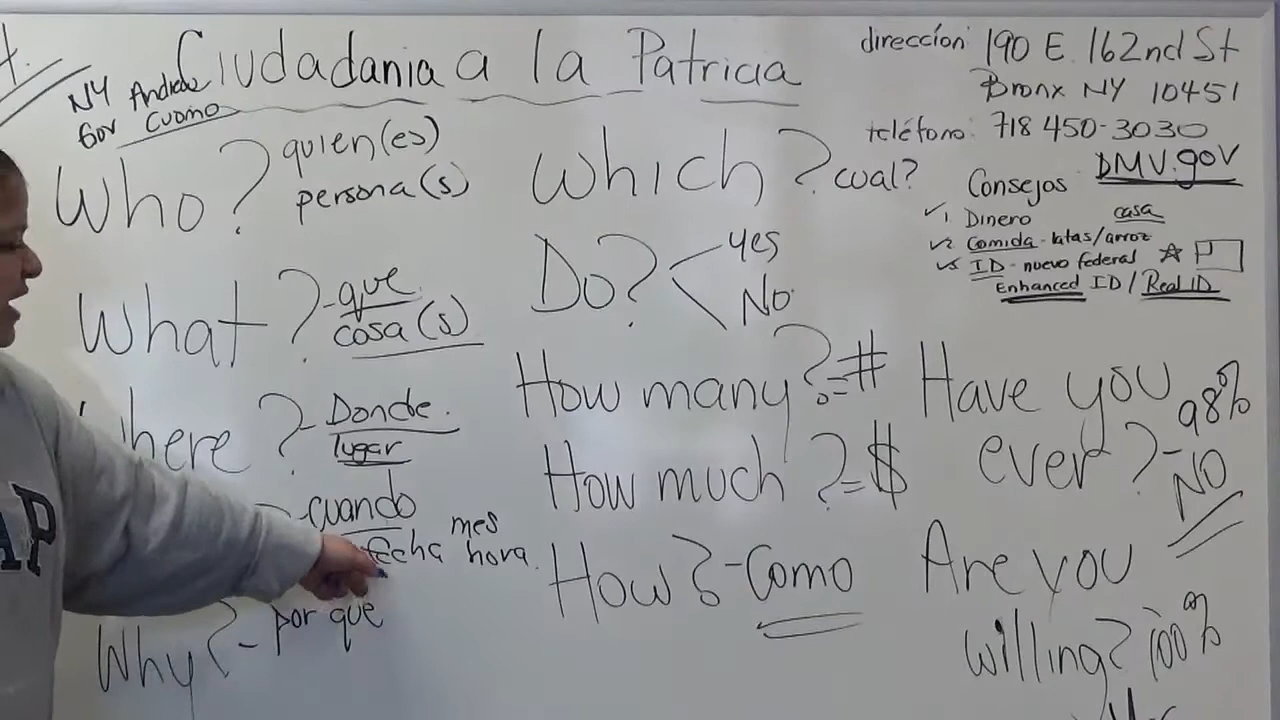 Ciudadania a la Patricia
NY Andrew
Gov Cuomo
Who? quien(es)
persona(s)
What? - que
cosa(s)
here? - Donde.
lugar
- cuando
fecha mes
hora.
Why? - por que
Which? cual?
Do? yes
No
How many? = #
How much? = $
How? - Como
dirección: 190 E. 162nd St
Bronx NY 10451
teléfono: 718 450-3030
Consejos DMV.gov
1. Dinero casa
2. Comida - latas/arroz
3. ID - nuevo federal
Enhanced ID / Real ID
Have you
ever? - 98%
NO
Are you
willing? 100%
AP